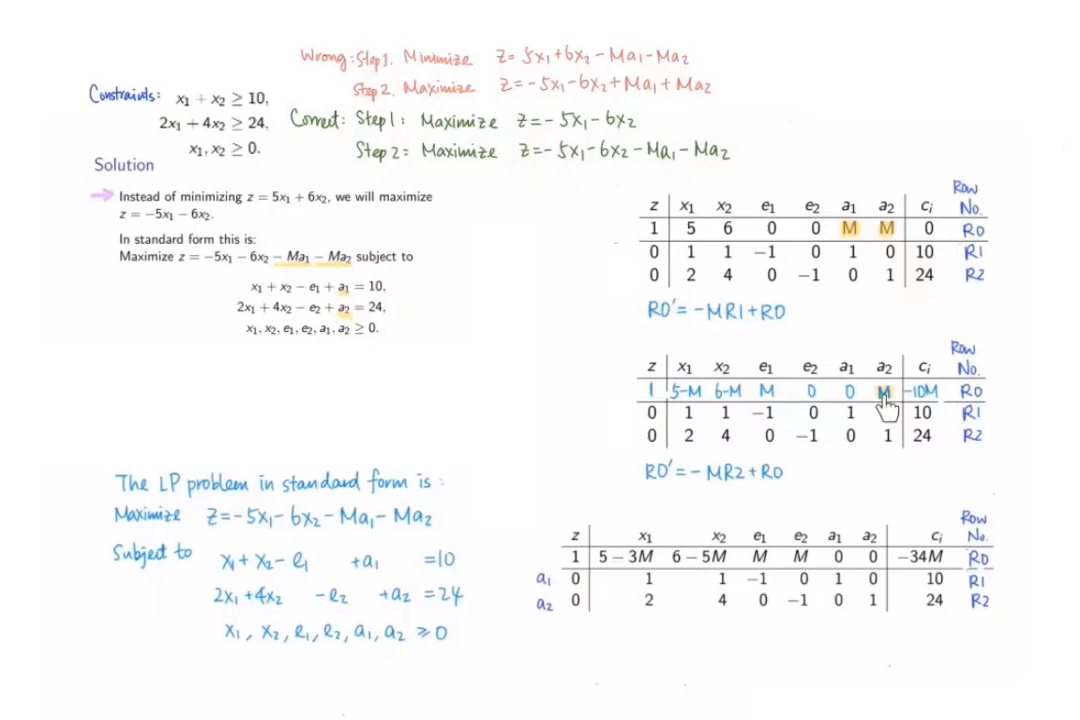 Wrong: Step 1. Minimize z = 5x₁ + 6x₂ − Ma₁ − Ma₂
Step 2. Maximize z = −5x₁ − 6x₂ + Ma₁ + Ma₂
Correct: Step 1: Maximize z = −5x₁ − 6x₂
Step 2: Maximize z = −5x₁ − 6x₂ − Ma₁ − Ma₂
Constraints: x₁ + x₂ ≥ 10,
2x₁ + 4x₂ ≥ 24,
x₁, x₂ ≥ 0.
Solution
Instead of minimizing z = 5x₁ + 6x₂, we will maximize
z = −5x₁ − 6x₂.
In standard form this is:
Maximize z = −5x₁ − 6x₂ − Ma₁ − Ma₂ subject to
x₁ + x₂ − e₁ + a₁ = 10,
2x₁ + 4x₂ − e₂ + a₂ = 24,
x₁, x₂, e₁, e₂, a₁, a₂ ≥ 0.
The LP problem in standard form is:
Maximize z = −5x₁ − 6x₂ − Ma₁ − Ma₂
Subject to x₁ + x₂ − e₁ + a₁ = 10
2x₁ + 4x₂ − e₂ + a₂ = 24
x₁, x₂, e₁, e₂, a₁, a₂ ≥ 0
Row
z x₁ x₂ e₁ e₂ a₁ a₂ cᵢ No.
1 5 6 0 0 M M 0 R0
0 1 1 −1 0 1 0 10 R1
0 2 4 0 −1 0 1 24 R2
R0' = −MR1 + R0
Row
z x₁ x₂ e₁ e₂ a₁ a₂ cᵢ No.
1 5-M 6-M M 0 0 M −10M R0
0 1 1 −1 0 1 10 R1
0 2 4 0 −1 0 1 24 R2
R0' = −MR2 + R0
Row
z x₁ x₂ e₁ e₂ a₁ a₂ cᵢ No.
1 5 − 3M 6 − 5M M M 0 0 −34M R0
a₁ 0 1 1 −1 0 1 0 10 R1
a₂ 0 2 4 0 −1 0 1 24 R2